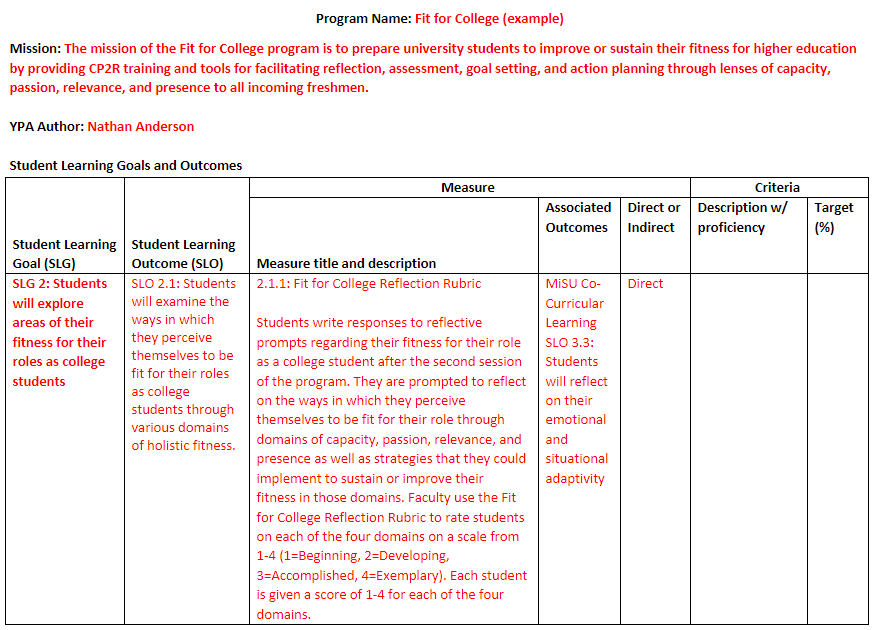 Program Name: Fit for College (example)
Mission: The mission of the Fit for College program is to prepare university students to improve or sustain their fitness for higher education
by providing CP2R training and tools for facilitating reflection, assessment, goal setting, and action planning through lenses of capacity,
passion, relevance, and presence to all incoming freshmen.
YPA Author: Nathan Anderson
Student Learning Goals and Outcomes
Measure
Criteria
Student Learning
Goal (SLG)
Student Learning
Outcome (SLO)
Measure title and description
Associated
Outcomes
Direct or
Indirect
Description w/
proficiency
Target
(%)
SLG 2: Students
will explore
areas of their
fitness for their
roles as college
students
SLO 2.1: Students
will examine the
ways in which
they perceive
themselves to be
fit for their roles
as college
students through
various domains
of holistic fitness.
2.1.1: Fit for College Reflection Rubric
Students write responses to reflective
prompts regarding their fitness for their role
as a college student after the second session
of the program. They are prompted to reflect
on the ways in which they perceive
themselves to be fit for their role through
domains of capacity, passion, relevance, and
presence as well as strategies that they could
implement to sustain or improve their
fitness in those domains. Faculty use the Fit
for College Reflection Rubric to rate students
on each of the four domains on a scale from
1-4 (1=Beginning, 2=Developing,
3=Accomplished, 4=Exemplary). Each student
is given a score of 1-4 for each of the four
domains.
MiSU Co-
Curricular
Learning
SLO 3.3:
Students
will reflect
on their
emotional
and
situational
adaptivity
Direct